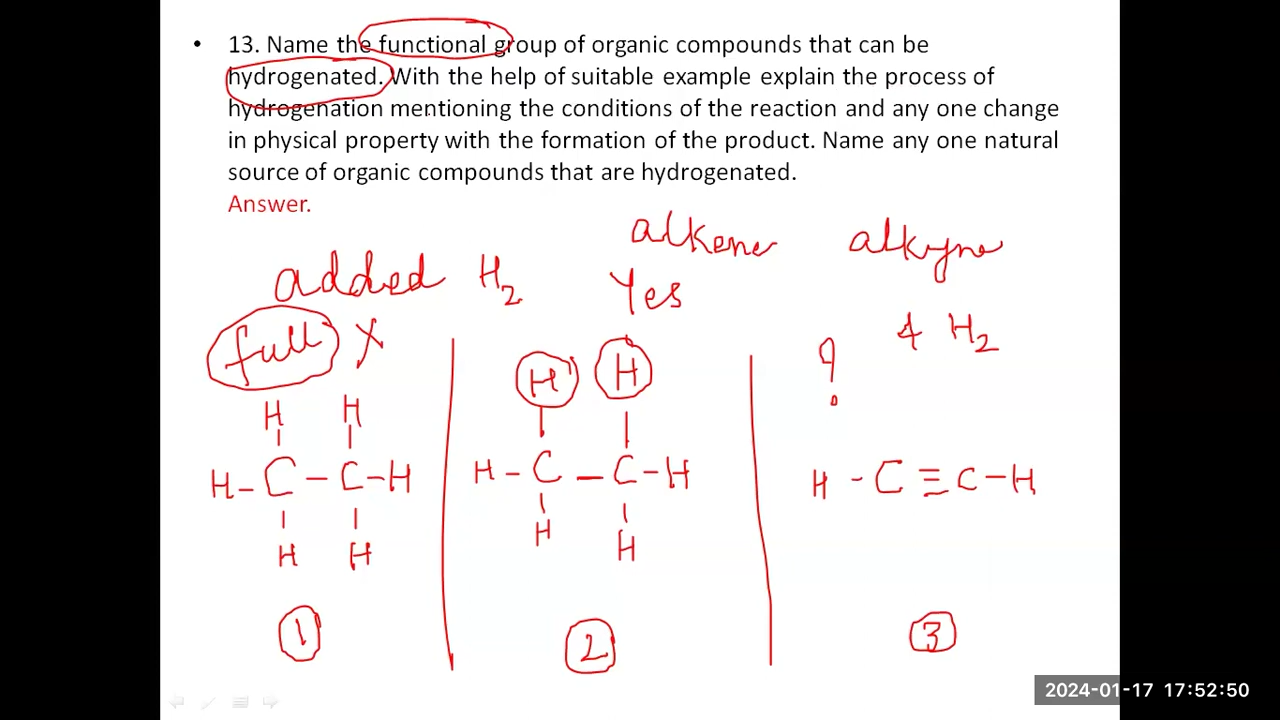 • 13. Name the functional group of organic compounds that can be
hydrogenated. With the help of suitable example explain the process of
hydrogenation mentioning the conditions of the reaction and any one change
in physical property with the formation of the product. Name any one natural
source of organic compounds that are hydrogenated.
Answer.
alkene alkyne
added H2 Yes
full X 4 H2
?
H H H H
H-C-C-H H-C-C-H H-C≡C-H
H H H H
1 2 3
2024-01-17 17:52:50